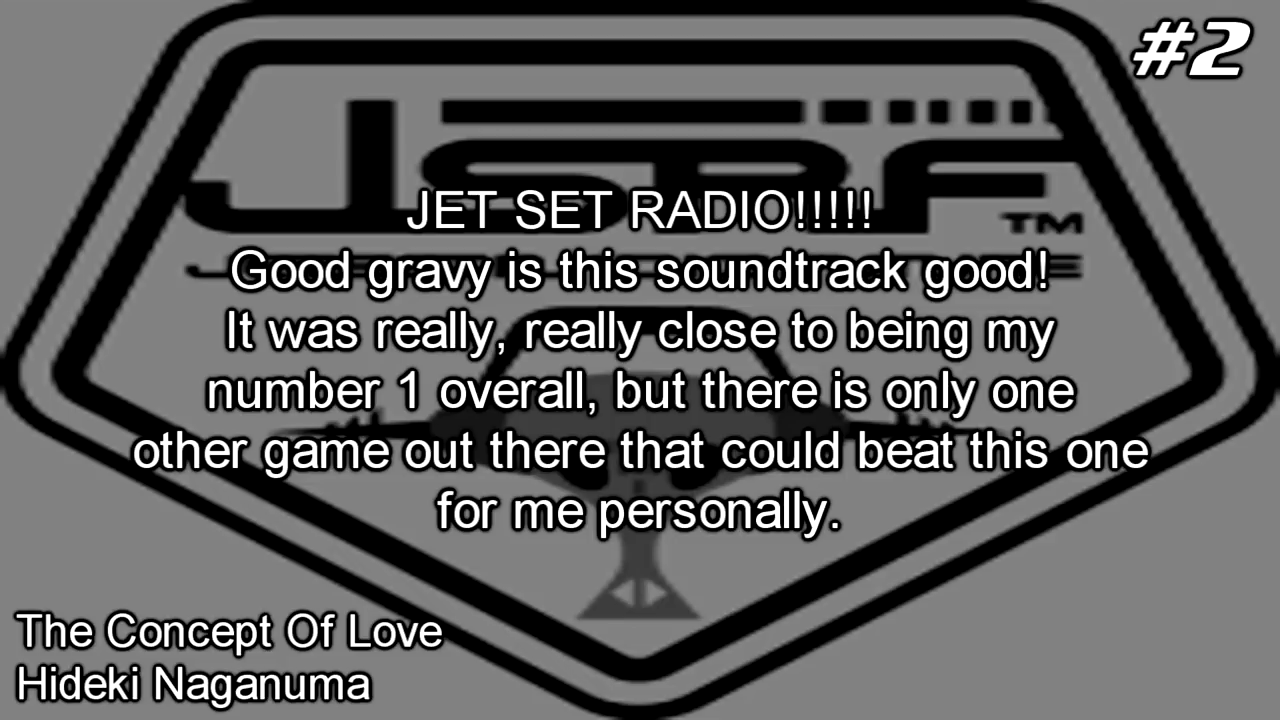 #2
JSRF
TM
JET SET RADIO!!!!!
Good gravy is this soundtrack good!
It was really, really close to being my
number 1 overall, but there is only one
other game out there that could beat this one
for me personally.
The Concept Of Love
Hideki Naganuma